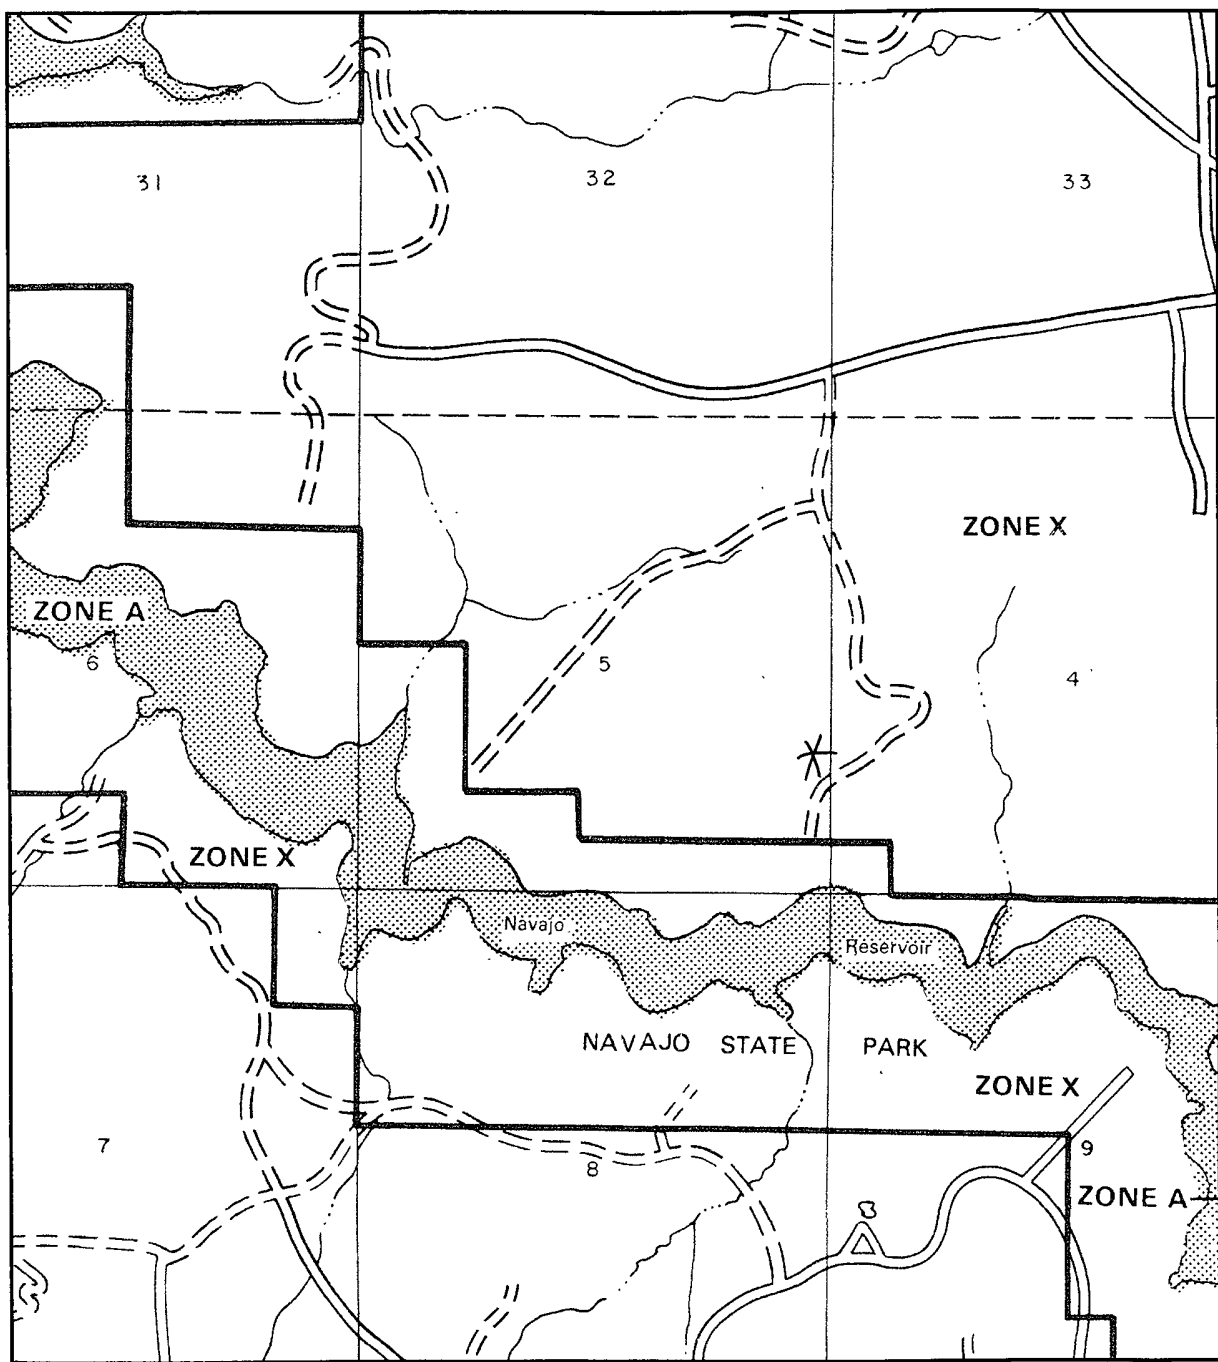 31
32
33
ZONE X
ZONE A
6
5
4
ZONE X
Navajo
Reservoir
NAVAJO STATE PARK
ZONE X
7
8
9
ZONE A